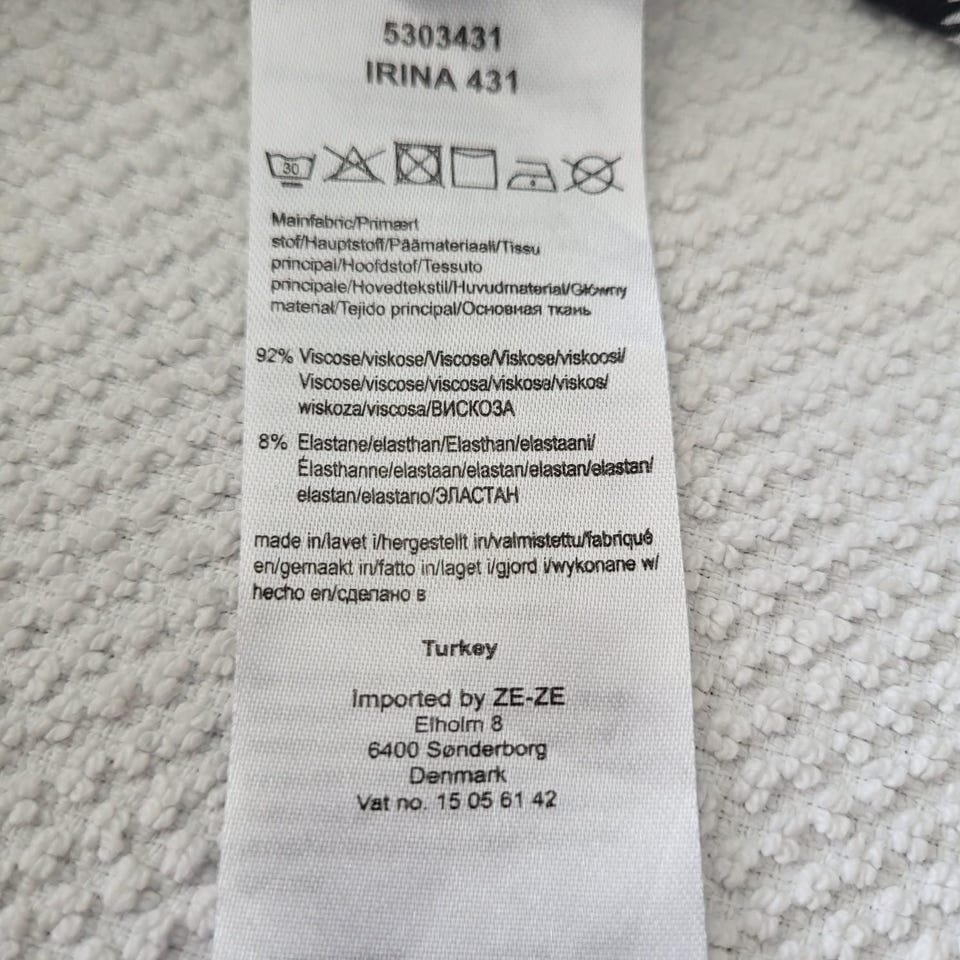 5303431
IRINA 431
30
Mainfabric/Primært
stof/Hauptstoff/Päämateriaali/Tissu
principal/Hoofdstof/Tessuto
principale/Hovedtekstil/Huvudmaterial/Główny
materiał/Tejido principal/Основная ткань
92% Viscose/viskose/Viscose/Viskose/viskoosi/
Viscose/viscose/viscosa/viskose/viskos/
wiskoza/viscosa/ВИСКОЗА
8% Elastane/elasthan/Elasthan/elastaani/
Élasthanne/elastaan/elastan/elastan/elastan/
elastan/elastano/ЭЛАСТАН
made in/lavet i/hergestellt in/valmistettu/fabriqué
en/gemaakt in/fatto in/laget i/gjord i/wykonane w/
hecho en/сделано в
Turkey
Imported by ZE-ZE
Elholm 8
6400 Sønderborg
Denmark
Vat no. 15 05 61 42